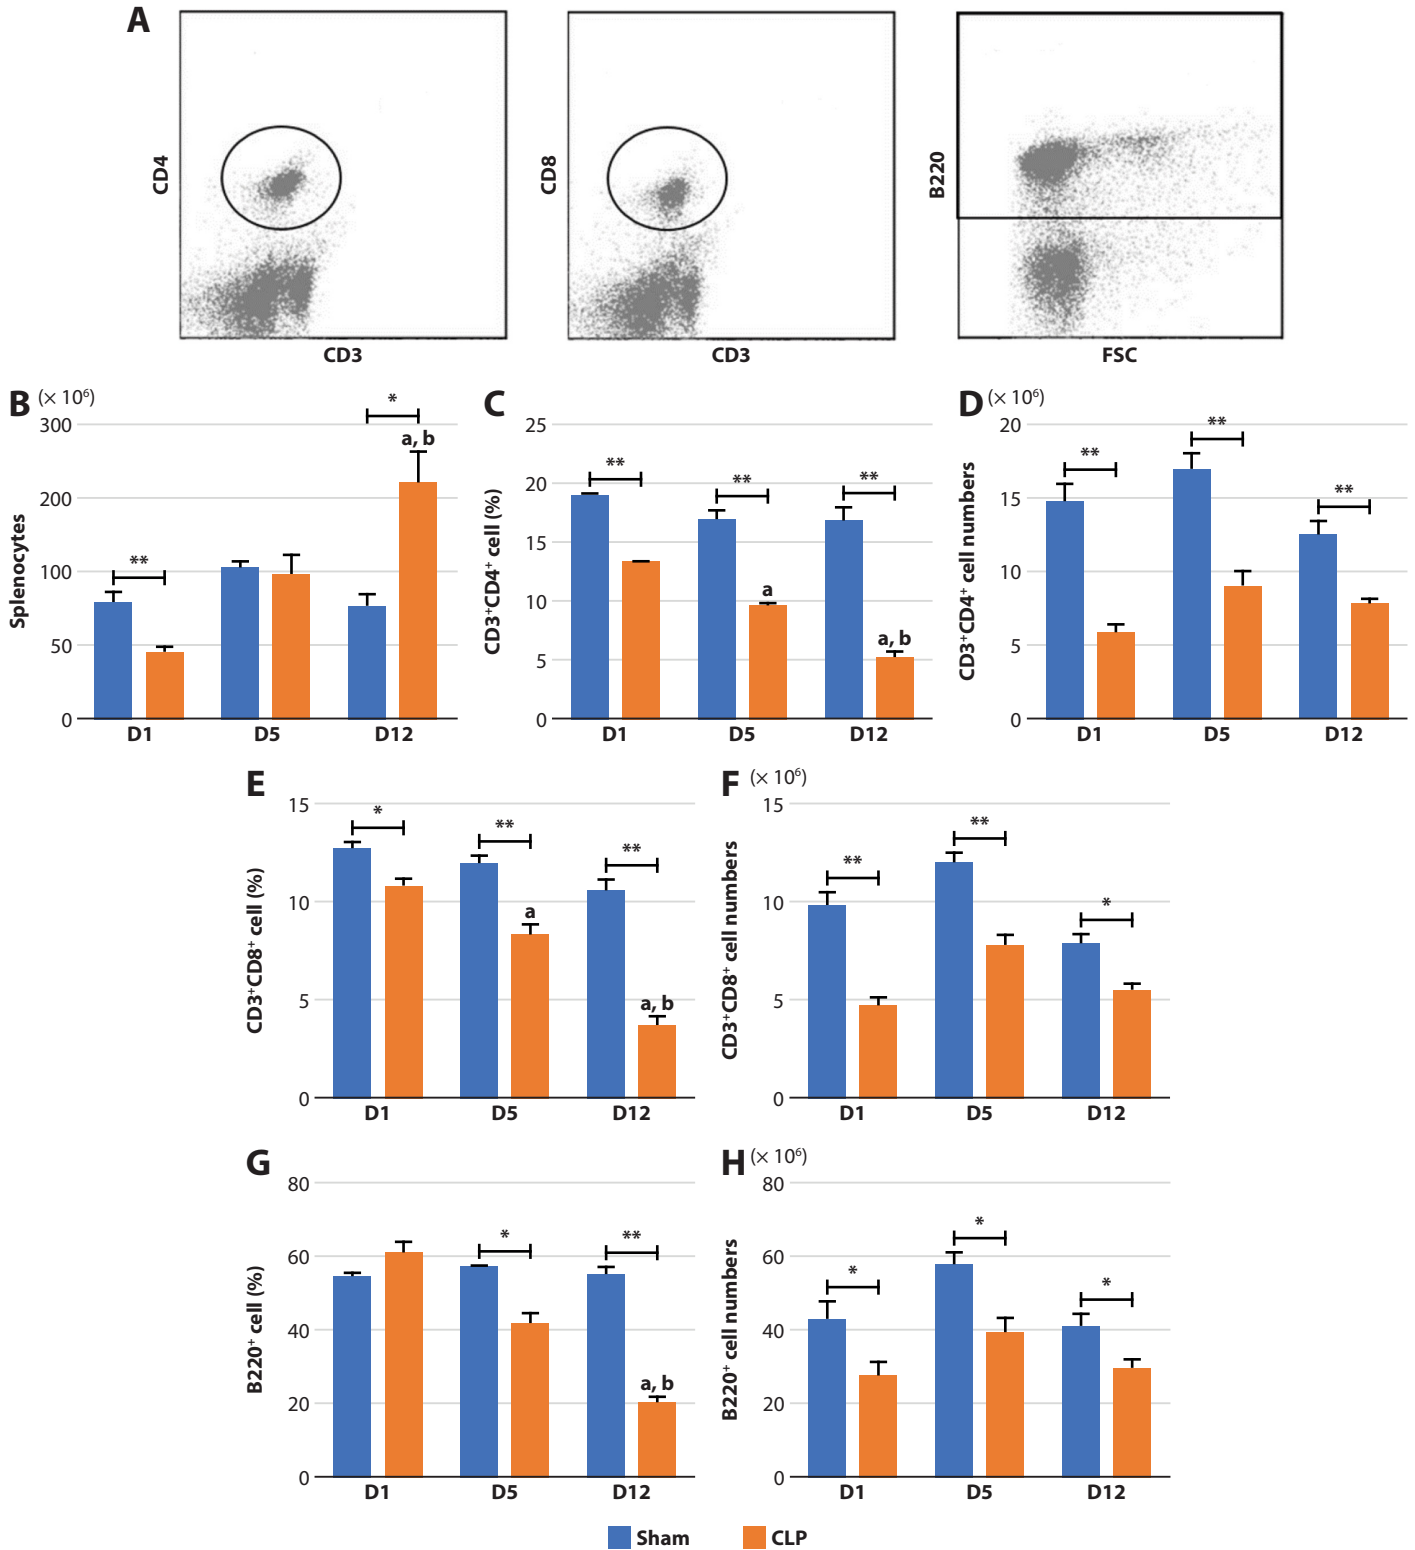 A
CD4
CD3
CD8
CD3
B220
FSC
B (× 10⁶)
Splenocytes
300
200
100
50
0
**
*
a, b
D1 D5 D12
C
CD3⁺CD4⁺ cell (%)
25
20
15
10
5
0
**
**
**
a
a, b
D1 D5 D12
D (× 10⁶)
CD3⁺CD4⁺ cell numbers
20
15
10
5
0
**
**
**
D1 D5 D12
E
CD3⁺CD8⁺ cell (%)
15
10
5
0
*
**
**
a
a, b
D1 D5 D12
F (× 10⁶)
CD3⁺CD8⁺ cell numbers
15
10
5
0
**
**
*
D1 D5 D12
G
B220⁺ cell (%)
80
60
40
20
0
*
**
a, b
D1 D5 D12
H (× 10⁶)
B220⁺ cell numbers
80
60
40
20
0
*
*
*
D1 D5 D12
Sham CLP